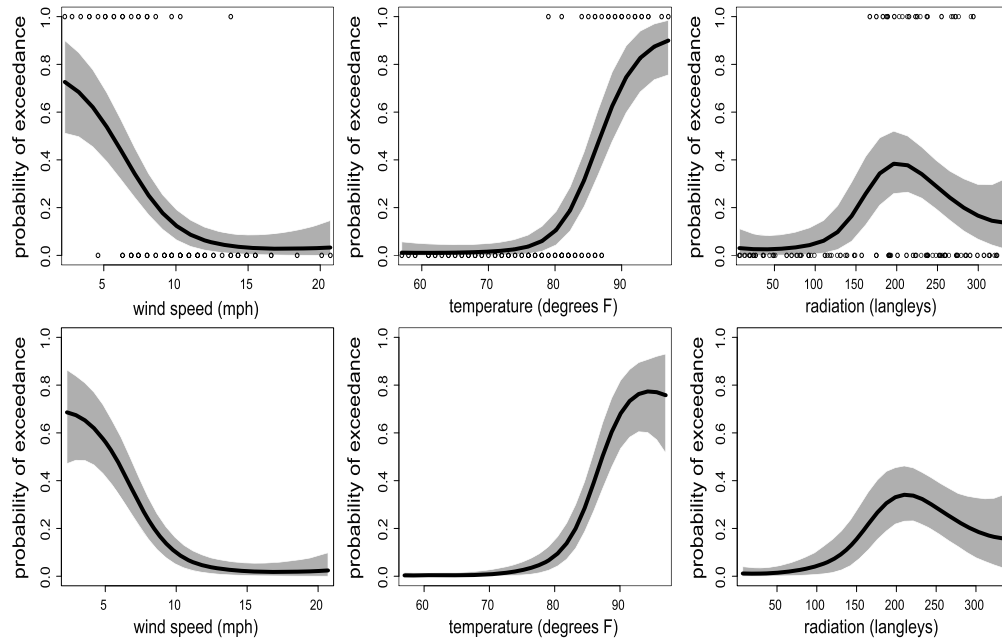 probability of exceedance
0.0 0.2 0.4 0.6 0.8 1.0
5 10 15 20
wind speed (mph)
probability of exceedance
0.0 0.2 0.4 0.6 0.8 1.0
60 70 80 90
temperature (degrees F)
probability of exceedance
0.0 0.2 0.4 0.6 0.8 1.0
50 100 150 200 250 300
radiation (langleys)
probability of exceedance
0.0 0.2 0.4 0.6 0.8 1.0
5 10 15 20
wind speed (mph)
probability of exceedance
0.0 0.2 0.4 0.6 0.8 1.0
60 70 80 90
temperature (degrees F)
probability of exceedance
0.0 0.2 0.4 0.6 0.8 1.0
50 100 150 200 250 300
radiation (langleys)